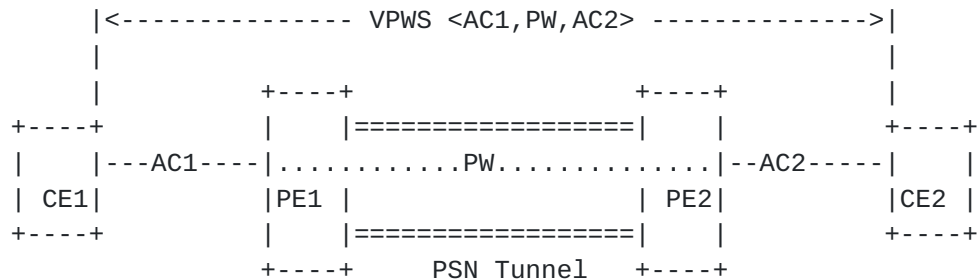 |<---------------- VPWS <AC1,PW,AC2> -------------->|
|                                                   |
|          +----+                  +----+           |
+----+          |    |==================|    |          +----+
|    |---AC1----|............PW..............|--AC2-----|    |
| CE1|          |PE1 |                  | PE2|          |CE2 |
+----+          |    |==================|    |          +----+
+----+    PSN Tunnel    +----+